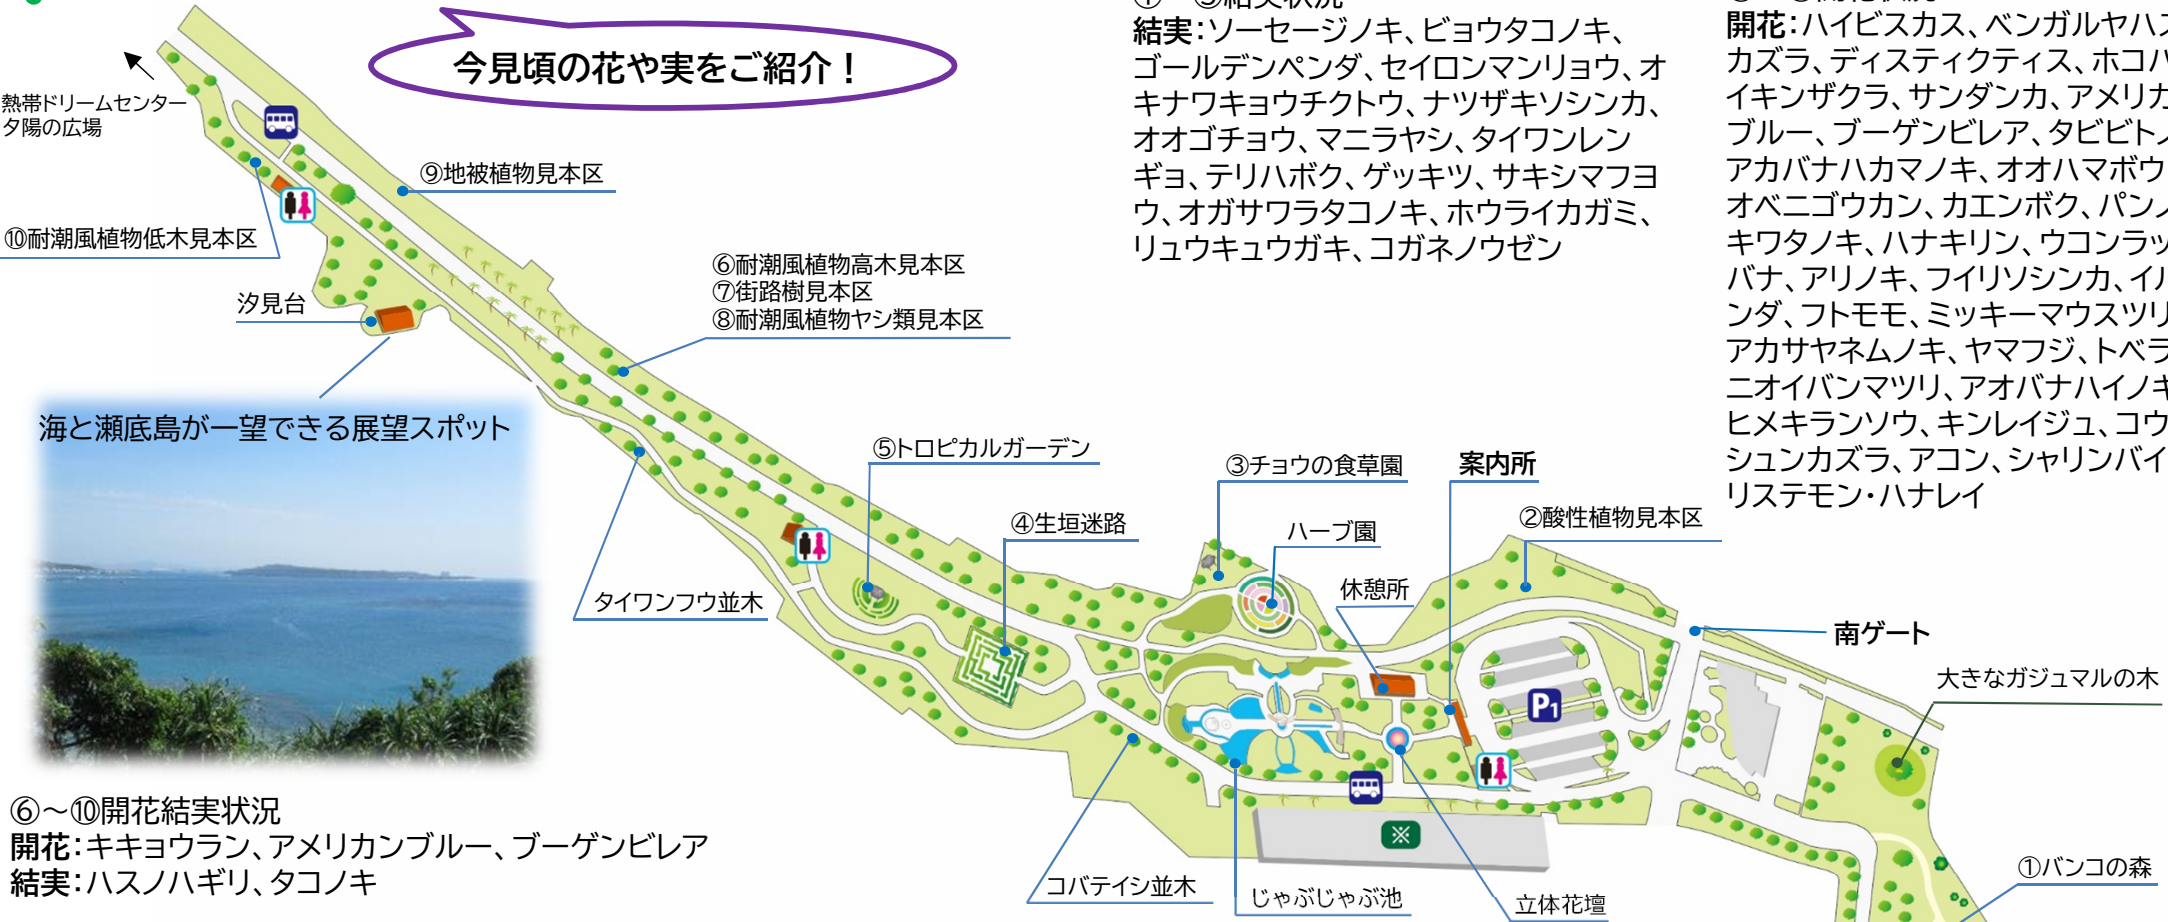 今見頃の花や実をご紹介！
熱帯ドリームセンター
夕陽の広場
⑨地被植物見本区
⑩耐潮風植物低木見本区
汐見台
⑥耐潮風植物高木見本区
⑦街路樹見本区
⑧耐潮風植物ヤシ類見本区
海と瀬底島が一望できる展望スポット
結実：ソーセージノキ、ビョウタコノキ、
ゴールデンペンダ、セイロンマンリョウ、オ
キナワキョウチクトウ、ナツザキソシンカ、
オオゴチョウ、マニラヤシ、タイワンレン
ギョ、テリハボク、ゲッキツ、サキシマフヨ
ウ、オガサワラタコノキ、ホウライカガミ、
リュウキュウガキ、コガネノウゼン
開花：ハイビスカス、ベンガルヤハズ
カズラ、ディスティクティス、ホコバ
イキンザクラ、サンダンカ、アメリカ
ブルー、ブーゲンビレア、タビビトノ
アカバナハカマノキ、オオハマボウ
オベニゴウカン、カエンボク、パンノ
キワタノキ、ハナキリン、ウコンラッ
バナ、アリノキ、フイリソシンカ、イ
ンダ、フトモモ、ミッキーマウスツリ
アカサヤネムノキ、ヤマフジ、トベラ
ニオイバンマツリ、アオバナハイノキ
ヒメキランソウ、キンレイジュ、コウ
シュンカズラ、アコン、シャリンバイ
リステモン・ハナレイ
⑤トロピカルガーデン
③チョウの食草園
案内所
④生垣迷路
ハーブ園
②酸性植物見本区
休憩所
タイワンフウ並木
南ゲート
大きなガジュマルの木
P1
※
⑥～⑩開花結実状況
開花：キキョウラン、アメリカンブルー、ブーゲンビレア
結実：ハスノハギリ、タコノキ
コバテイシ並木
じゃぶじゃぶ池
立体花壇
①バンコの森